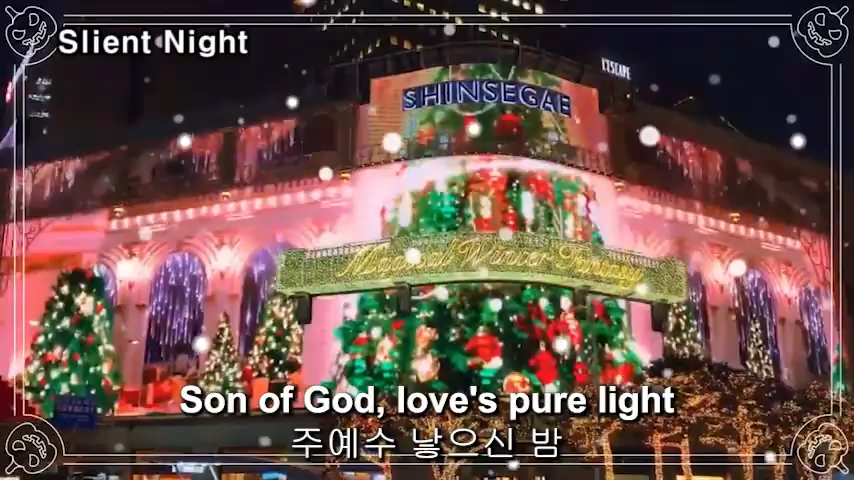 Slient Night
L'ESCAPE
SHINSEGAE
Magical Winter Fantasy
Son of God, love's pure light
주예수 낳으신 밤